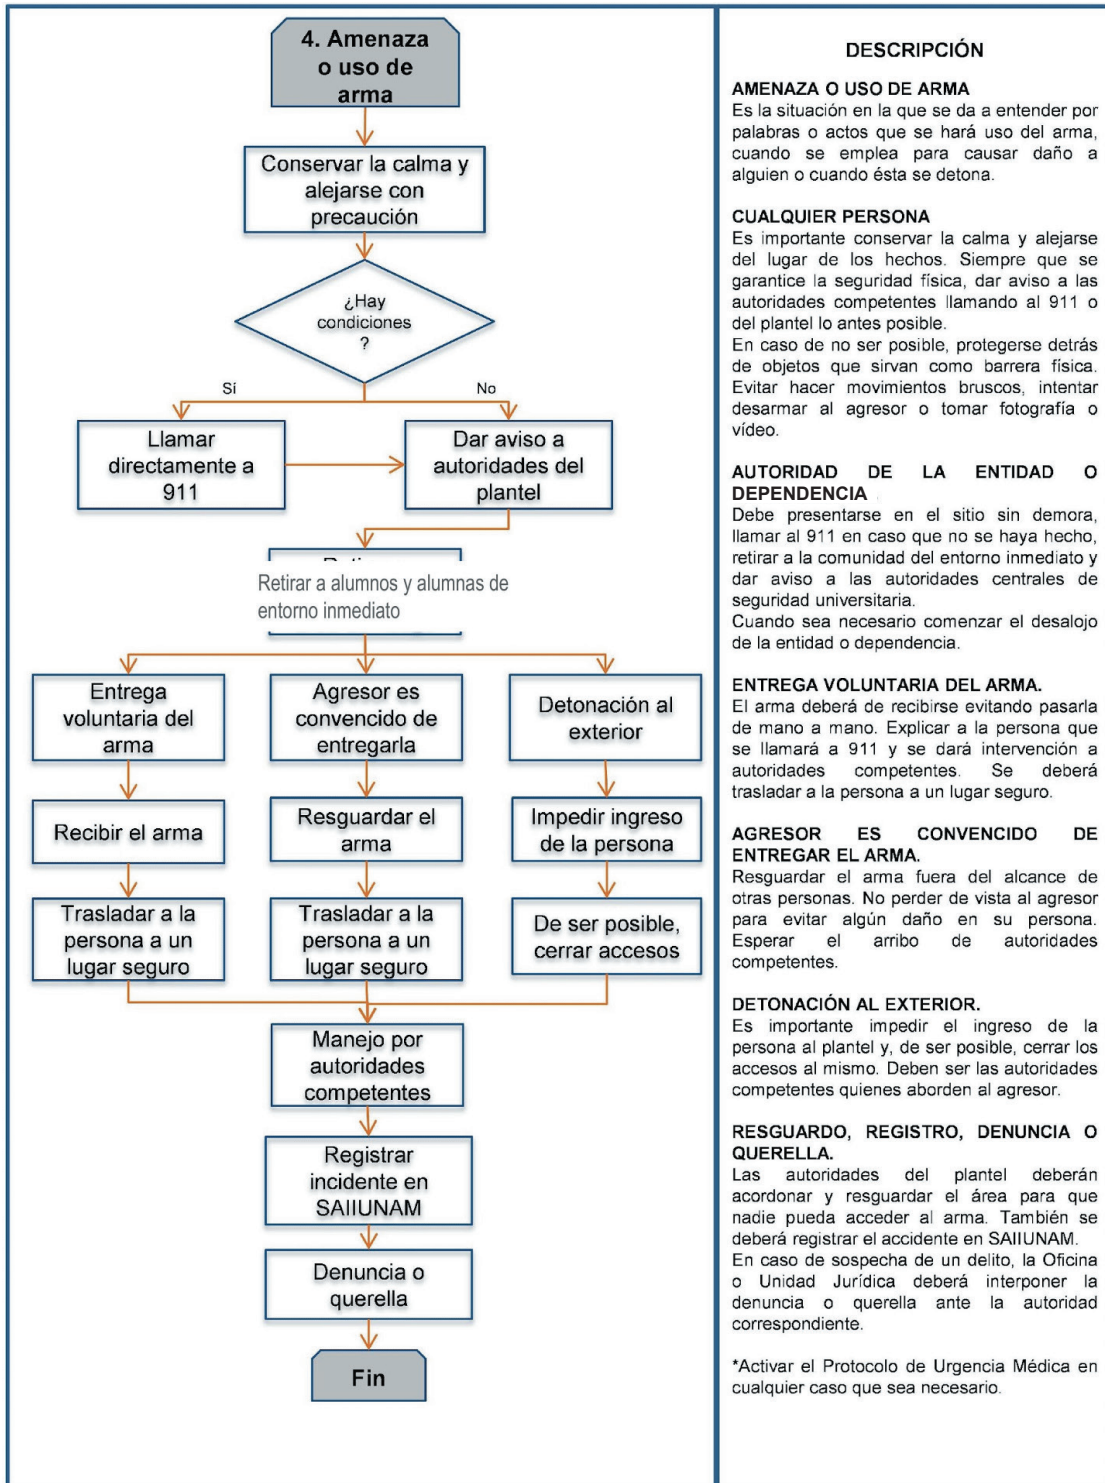 4. Amenaza
o uso de
arma
Conservar la calma y
alejarse con
precaución
¿Hay
condiciones
?
Sí
No
Llamar
directamente a
911
Dar aviso a
autoridades del
plantel
Retirar a alumnos y alumnas de
entorno inmediato
Entrega
voluntaria del
arma
Agresor es
convencido de
entregarla
Detonación al
exterior
Recibir el arma
Resguardar el
arma
Impedir ingreso
de la persona
Trasladar a la
persona a un
lugar seguro
Trasladar a la
persona a un
lugar seguro
De ser posible,
cerrar accesos
Manejo por
autoridades
competentes
Registrar
incidente en
SAIIUNAM
Denuncia o
querella
Fin
DESCRIPCIÓN
AMENAZA O USO DE ARMA
Es la situación en la que se da a entender por
palabras o actos que se hará uso del arma,
cuando se emplea para causar daño a
alguien o cuando ésta se detona.
CUALQUIER PERSONA
Es importante conservar la calma y alejarse
del lugar de los hechos. Siempre que se
garantice la seguridad física, dar aviso a las
autoridades competentes llamando al 911 o
del plantel lo antes posible.
En caso de no ser posible, protegerse detrás
de objetos que sirvan como barrera física.
Evitar hacer movimientos bruscos, intentar
desarmar al agresor o tomar fotografía o
vídeo.
AUTORIDAD DE LA ENTIDAD O
DEPENDENCIA
Debe presentarse en el sitio sin demora,
llamar al 911 en caso que no se haya hecho,
retirar a la comunidad del entorno inmediato y
dar aviso a las autoridades centrales de
seguridad universitaria.
Cuando sea necesario comenzar el desalojo
de la entidad o dependencia.
ENTREGA VOLUNTARIA DEL ARMA.
El arma deberá de recibirse evitando pasarla
de mano a mano. Explicar a la persona que
se llamará a 911 y se dará intervención a
autoridades competentes. Se deberá
trasladar a la persona a un lugar seguro.
AGRESOR ES CONVENCIDO DE
ENTREGAR EL ARMA.
Resguardar el arma fuera del alcance de
otras personas. No perder de vista al agresor
para evitar algún daño en su persona.
Esperar el arribo de autoridades
competentes.
DETONACIÓN AL EXTERIOR.
Es importante impedir el ingreso de la
persona al plantel y, de ser posible, cerrar los
accesos al mismo. Deben ser las autoridades
competentes quienes aborden al agresor.
RESGUARDO, REGISTRO, DENUNCIA O
QUERELLA.
Las autoridades del plantel deberán
acordonar y resguardar el área para que
nadie pueda acceder al arma. También se
deberá registrar el accidente en SAIIUNAM.
En caso de sospecha de un delito, la Oficina
o Unidad Jurídica deberá interponer la
denuncia o querella ante la autoridad
correspondiente.
*Activar el Protocolo de Urgencia Médica en
cualquier caso que sea necesario.